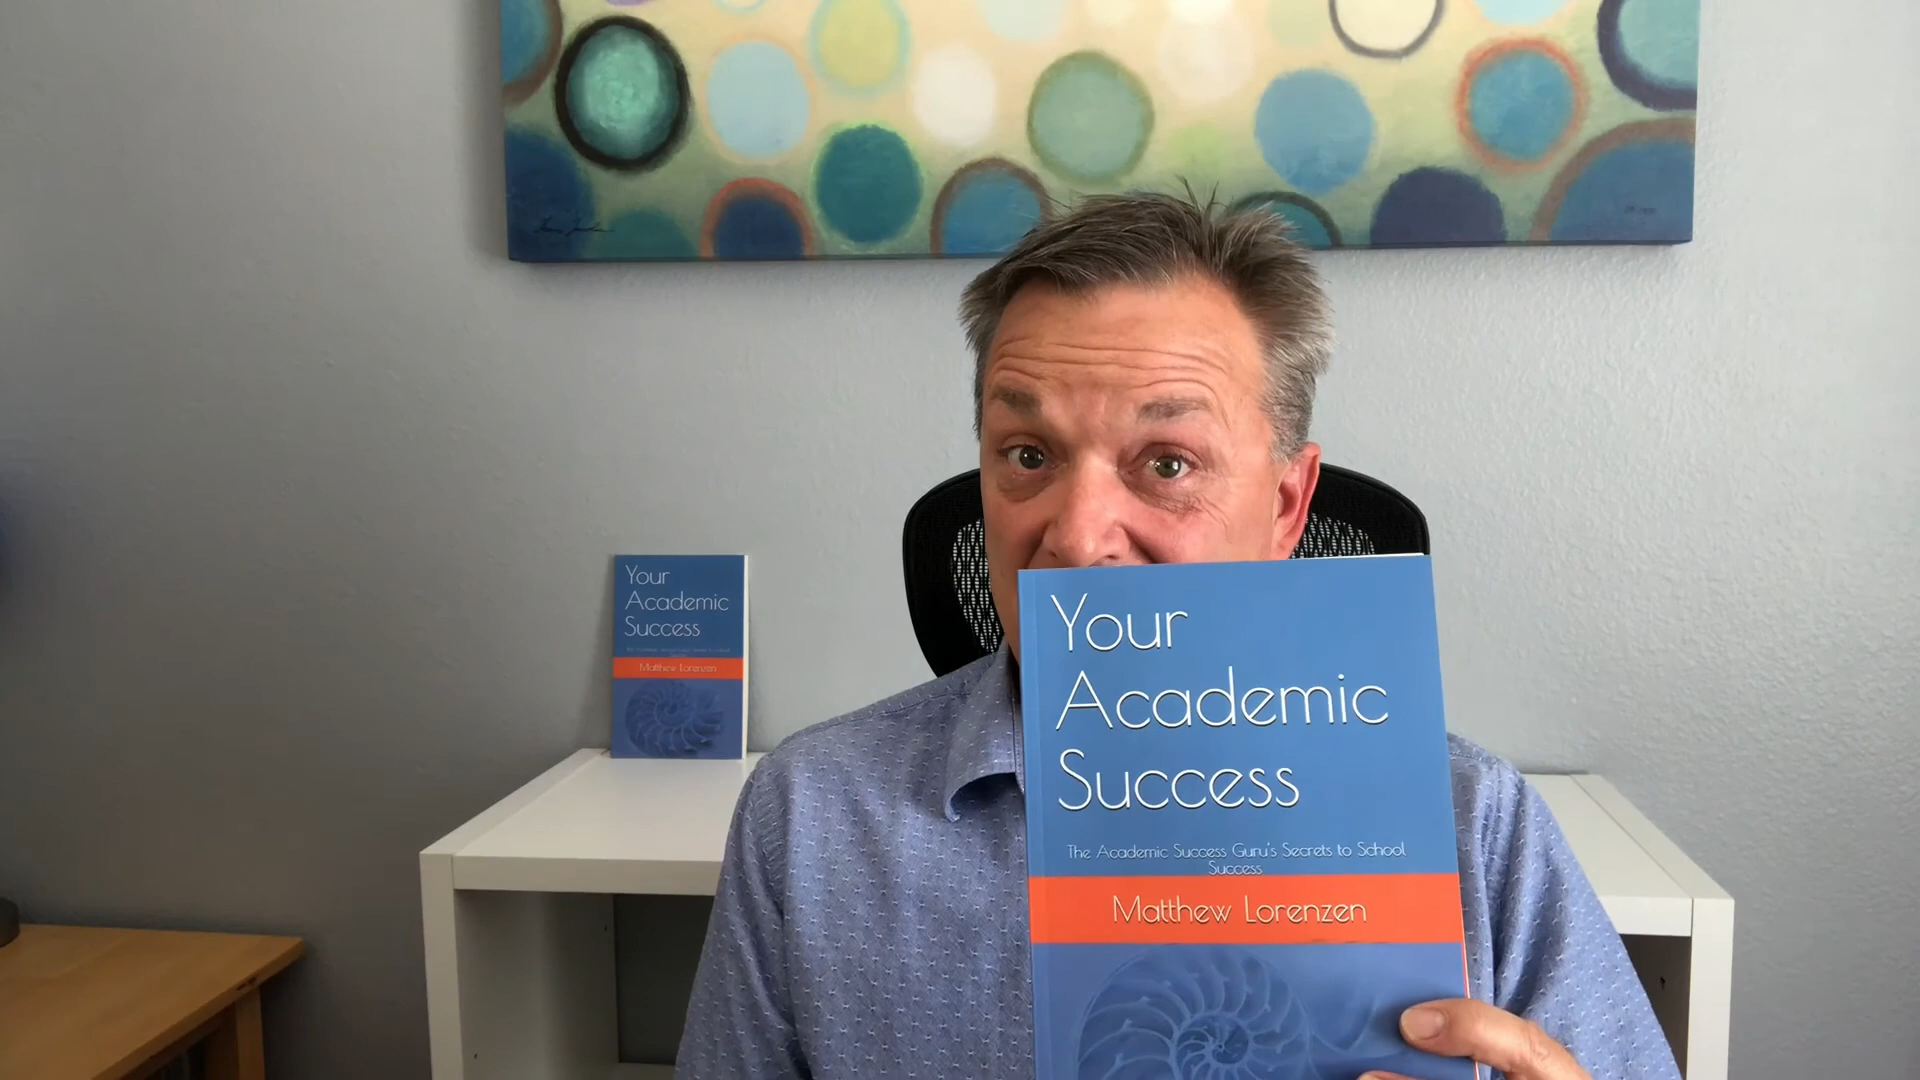 Your
Academic
Success
Matthew Lorenzen
Your
Academic
Success
The Academic Success Guru's Secrets to School
Success
Matthew Lorenzen